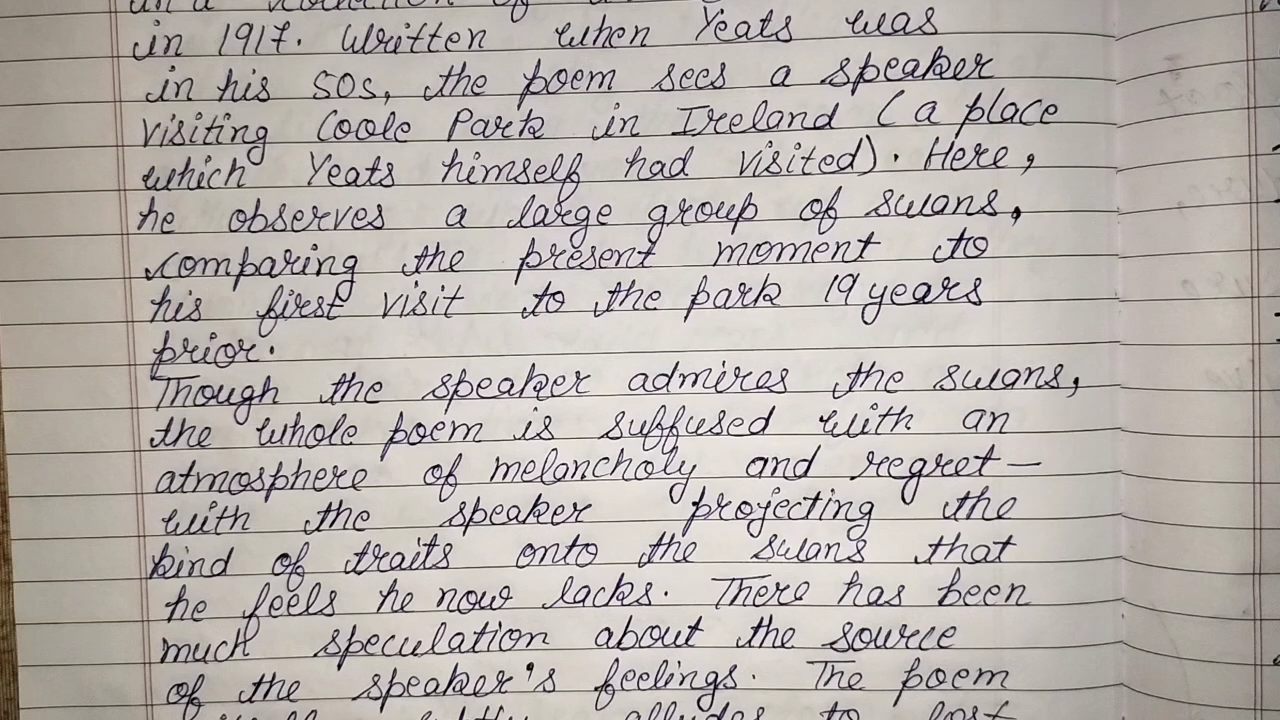 in 1917. Written when Yeats was
in his 50s, the poem sees a speaker
visiting Coole Park in Ireland (a place
which Yeats himself had visited). Here,
he observes a large group of swans,
comparing the present moment to
his first visit to the park 19 years
prior.
Though the speaker admires the swans,
the whole poem is suffused with an
atmosphere of melancholy and regret—
with the speaker projecting the
kind of traits onto the swans that
he feels he now lacks. There has been
much speculation about the source
of the speaker's feelings. The poem
to lost